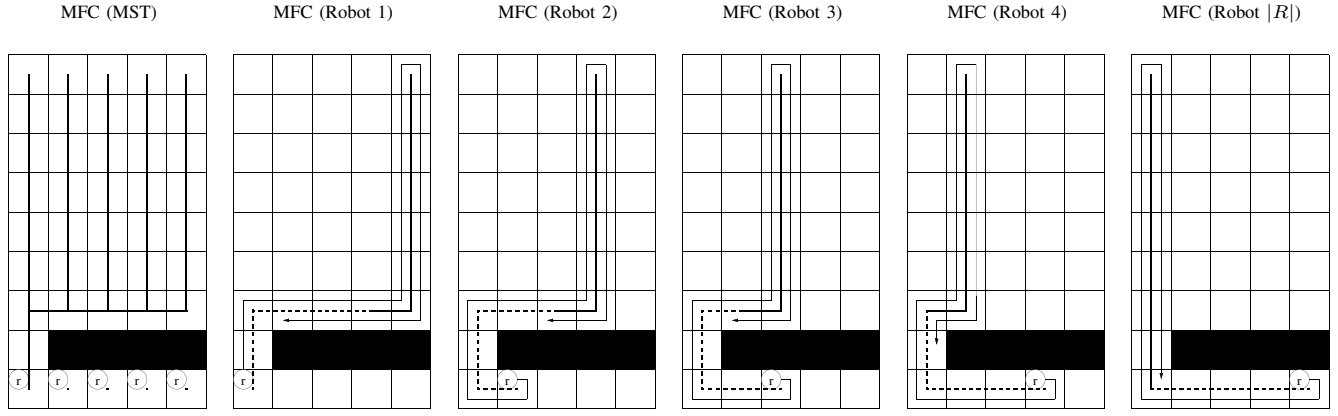 MFC (MST)
MFC (Robot 1)
MFC (Robot 2)
MFC (Robot 3)
MFC (Robot 4)
MFC (Robot |R|)
r r r r r
r
r
r
r
r